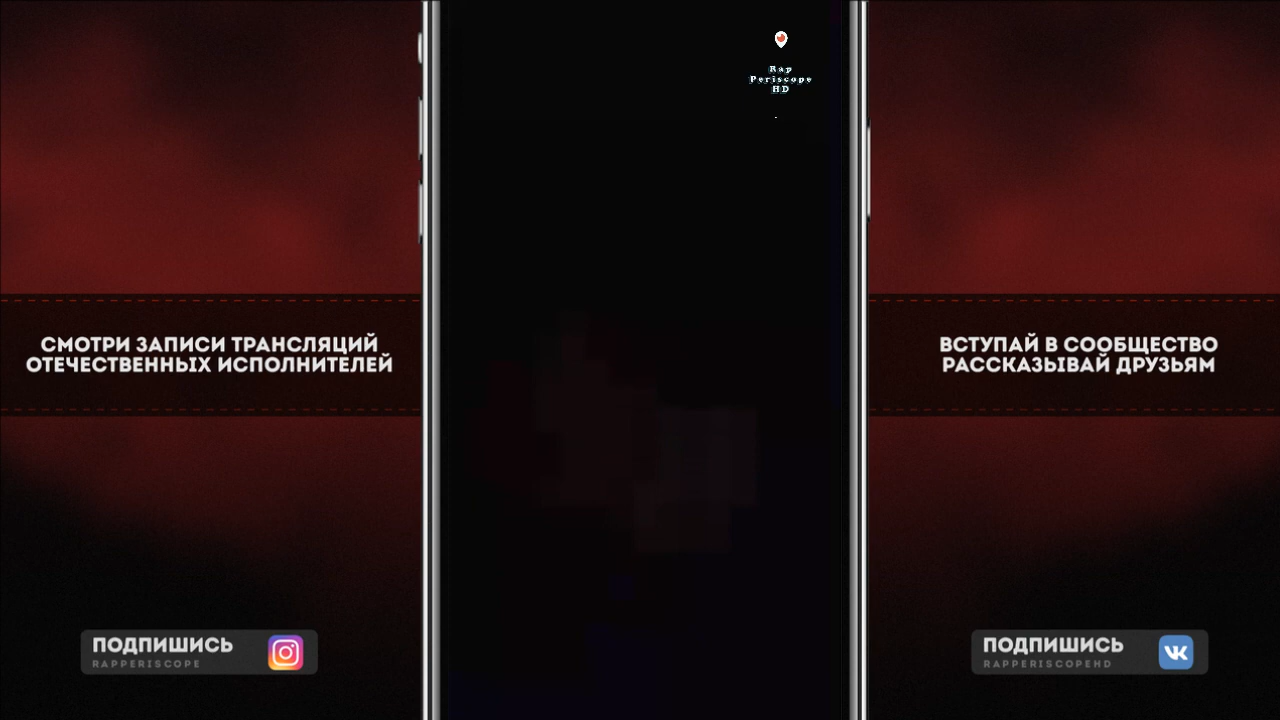 Rap
Periscope
HD
СМОТРИ ЗАПИСИ ТРАНСЛЯЦИЙ
ОТЕЧЕСТВЕННЫХ ИСПОЛНИТЕЛЕЙ
ВСТУПАЙ В СООБЩЕСТВО
РАССКАЗЫВАЙ ДРУЗЬЯМ
ПОДПИШИСЬ
RAPPERISCOPE
ПОДПИШИСЬ
RAPPERISCOPEHD